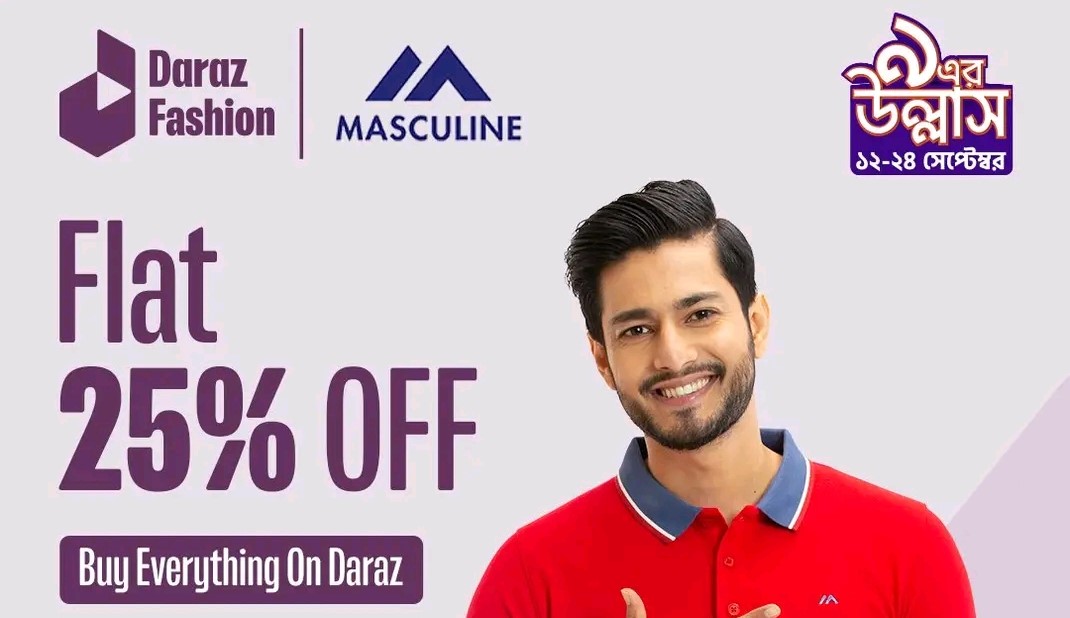 Daraz
Fashion
MASCULINE
৯এর
উল্লাস
১২-২৪ সেপ্টেম্বর
Flat
25% OFF
Buy Everything On Daraz